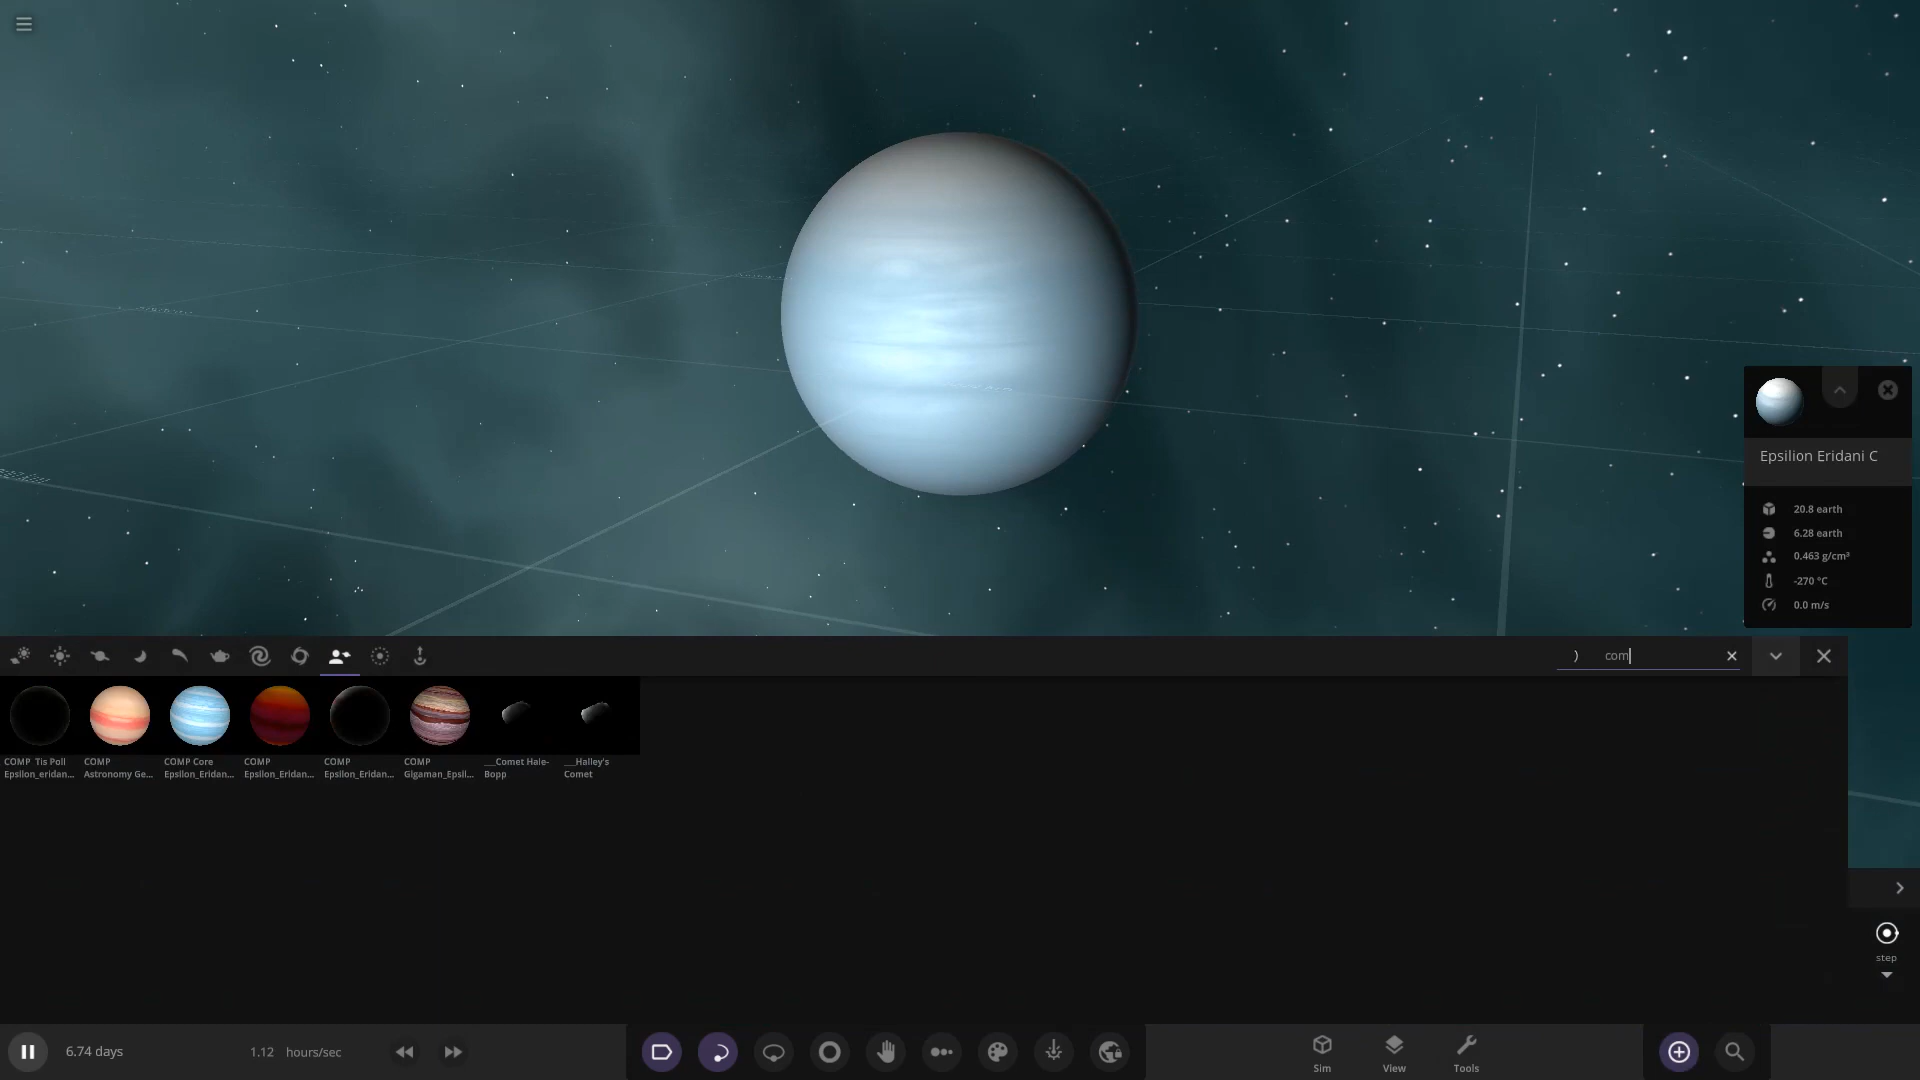 Epsilion Eridani C
20.8 earth
6.28 earth
0.463 g/cm³
-270 °C
0.0 m/s
) com
COMP Tis Poll
Epsilon_eridan...
COMP
Astronomy Ge...
COMP Core
Epsilon_Eridan...
COMP
Epsilon_Eridan...
COMP
Epsilon_Eridan...
COMP
Gigaman_Epsil...
__Comet Hale-
Bopp
__Halley's
Comet
step
6.74 days
1.12 hours/sec
Sim
View
Tools